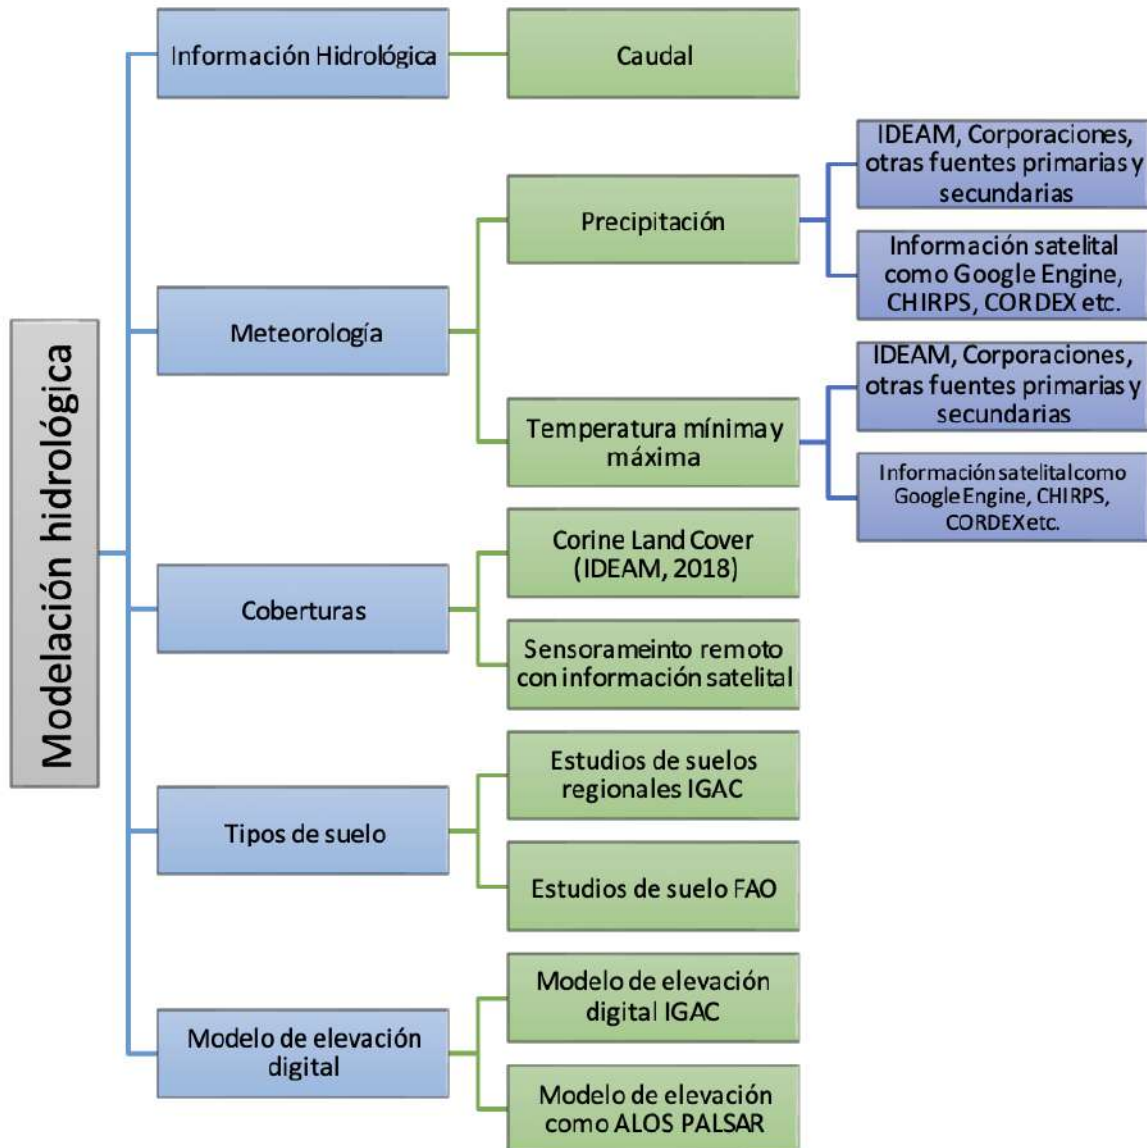 Modelación hidrológica
Información Hidrológica
Caudal
Meteorología
Precipitación
IDEAM, Corporaciones,
otras fuentes primarias y
secundarias
Información satelital
como Google Engine,
CHIRPS, CORDEX etc.
Temperatura mínima y
máxima
IDEAM, Corporaciones,
otras fuentes primarias y
secundarias
Información satelital como
Google Engine, CHIRPS,
CORDEX etc.
Coberturas
Corine Land Cover
(IDEAM, 2018)
Sensorameinto remoto
con información satelital
Tipos de suelo
Estudios de suelos
regionales IGAC
Estudios de suelo FAO
Modelo de elevación
digital
Modelo de elevación
digital IGAC
Modelo de elevación
como ALOS PALSAR